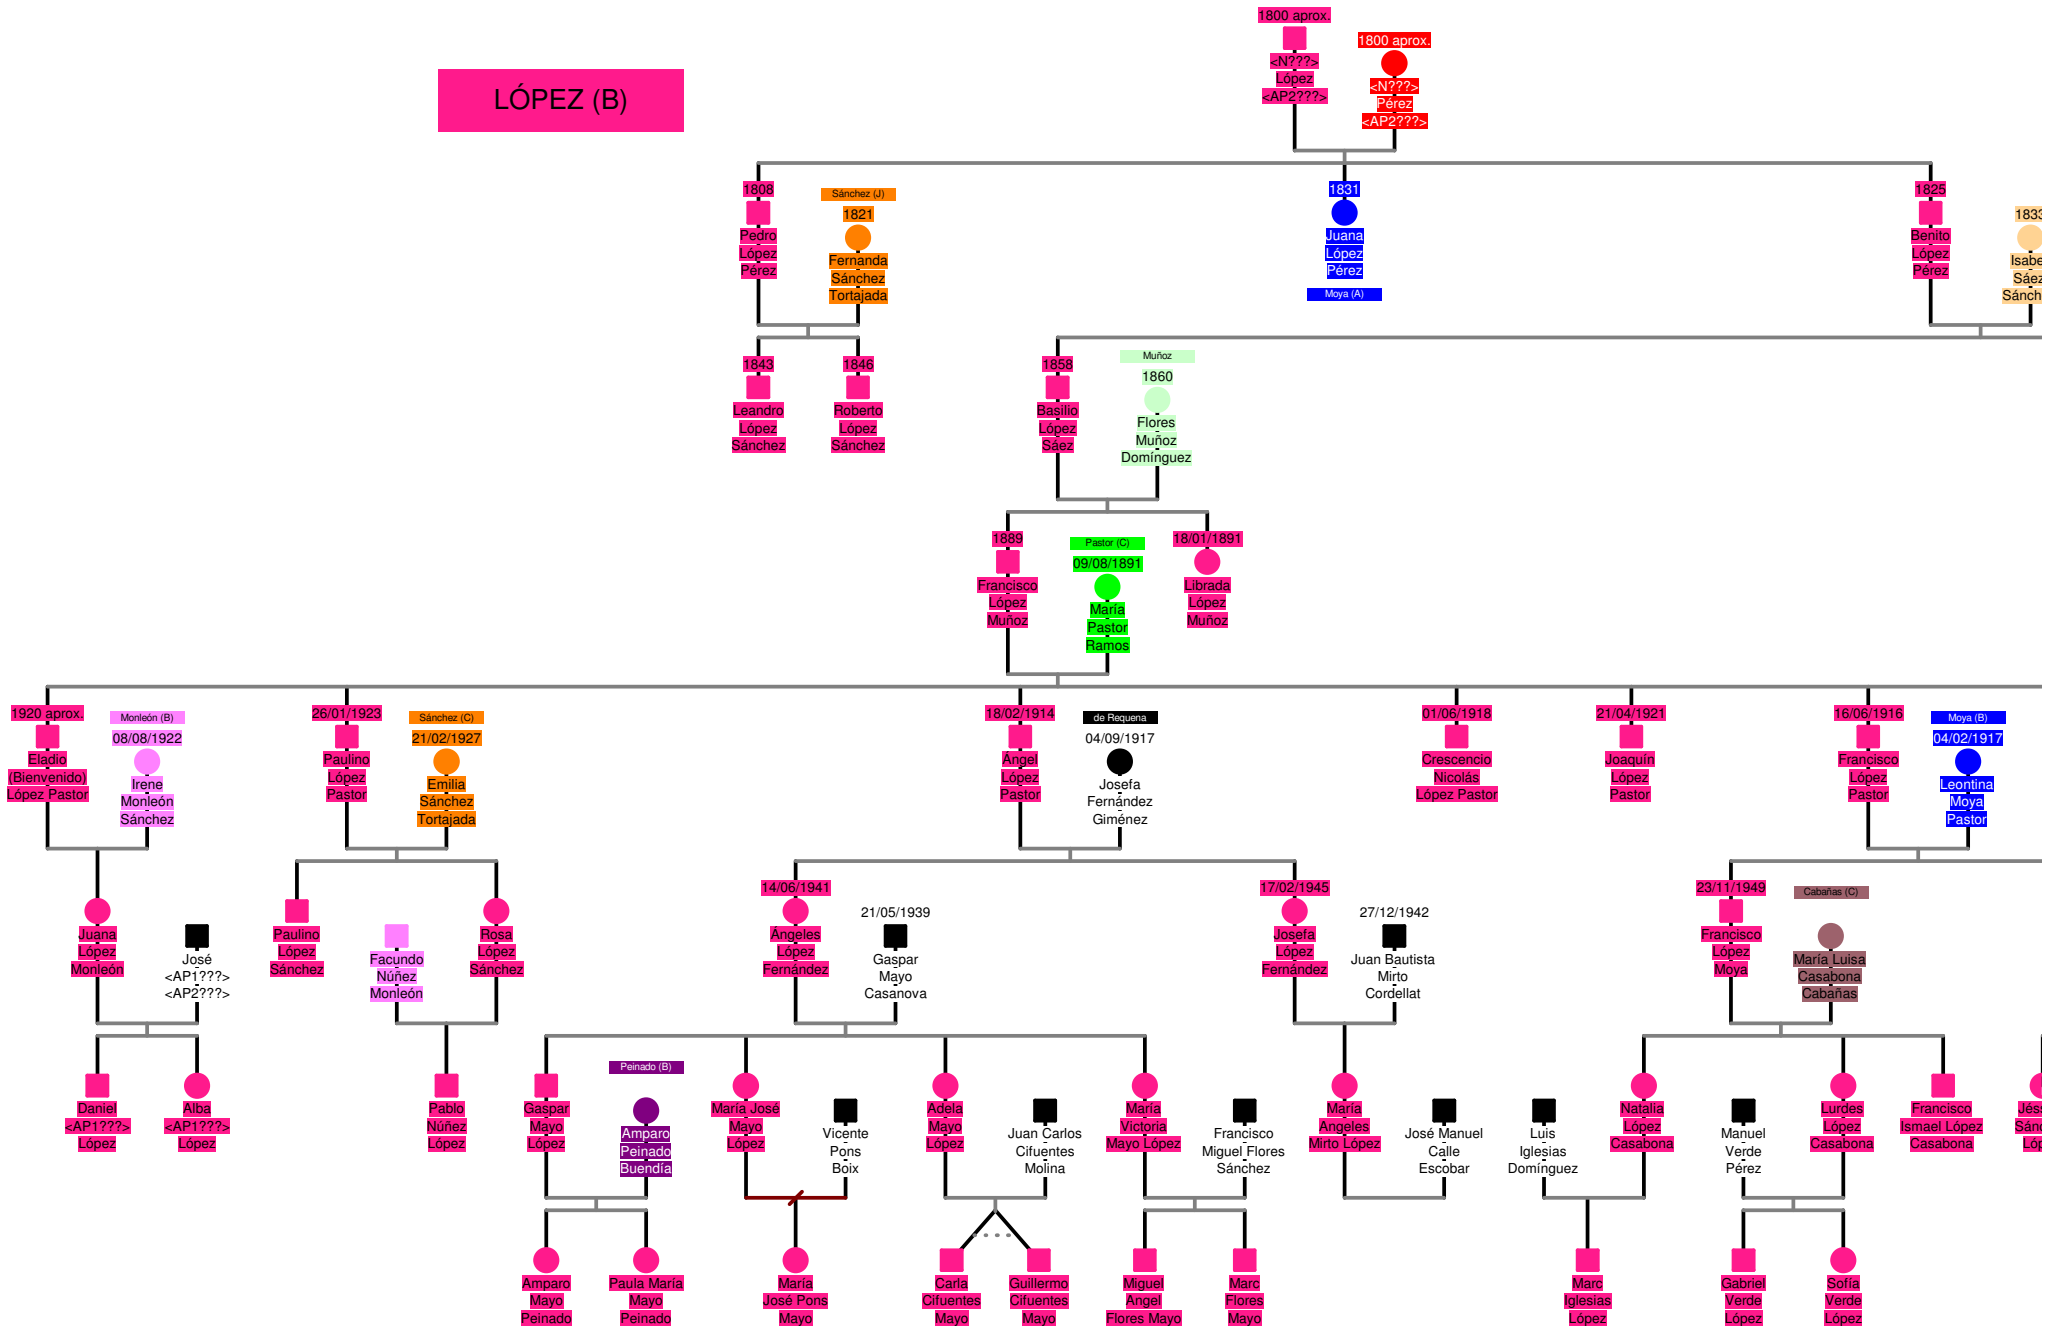 1800 aprox.
<N???>
López
<AP2???>
1800 aprox.
<N???>
Pérez
<AP2???>
LÓPEZ (B)
1808
Pedro
López
Pérez
Sánchez (J)
1821
Fernanda
Sánchez
Tortajada
1831
Juana
López
Pérez
Moya (A)
1825
Benito
López
Pérez
1833
Isabe
Sáez
Sánch
1843
Leandro
López
Sánchez
1846
Roberto
López
Sánchez
1858
Basilio
López
Sáez
Muñoz
1860
Flores
Muñoz
Domínguez
1889
Francisco
López
Muñoz
Pastor (C)
09/08/1891
María
Pastor
Ramos
18/01/1891
Librada
López
Muñoz
1920 aprox.
Eladio
(Bienvenido)
López Pastor
Monleón (B)
08/08/1922
Irene
Monleón
Sánchez
26/01/1923
Paulino
López
Pastor
Sánchez (C)
21/02/1927
Emilia
Sánchez
Tortajada
18/02/1914
Ángel
López
Pastor
de Requena
04/09/1917
Josefa
Fernández
Giménez
01/06/1918
Crescencio
Nicolás
López Pastor
21/04/1921
Joaquín
López
Pastor
16/06/1916
Francisco
López
Pastor
Moya (B)
04/02/1917
Leontina
Moya
Pastor
Juana
López
Monleón
José
<AP1???>
<AP2???>
Paulino
López
Sánchez
Facundo
Núñez
Monleón
Rosa
López
Sánchez
14/06/1941
Ángeles
López
Fernández
21/05/1939
Gaspar
Mayo
Casanova
17/02/1945
Josefa
López
Fernández
27/12/1942
Juan Bautista
Mirto
Cordellat
23/11/1949
Francisco
López
Moya
Cabañas (C)
María Luisa
Casabona
Cabañas
Daniel
<AP1???>
López
Alba
<AP1???>
López
Pablo
Núñez
López
Gaspar
Mayo
López
Peinado (B)
Amparo
Peinado
Buendía
María José
Mayo
López
Vicente
Pons
Boix
Adela
Mayo
López
Juan Carlos
Cifuentes
Molina
María
Victoria
Mayo López
Francisco
Miguel Flores
Sánchez
María
Angeles
Mirto López
José Manuel
Calle
Escobar
Luis
Iglesias
Domínguez
Natalia
López
Casabona
Manuel
Verde
Pérez
Lurdes
López
Casabona
Francisco
Ismael López
Casabona
Jéss
Sánc
Lóp
Amparo
Mayo
Peinado
Paula María
Mayo
Peinado
María
José Pons
Mayo
Carla
Cifuentes
Mayo
Guillermo
Cifuentes
Mayo
Miguel
Angel
Flores Mayo
Marc
Flores
Mayo
Marc
Iglesias
López
Gabriel
Verde
López
Sofía
Verde
López